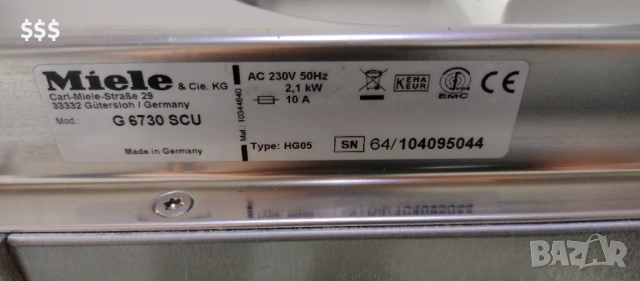 $$$
Miele & Cie. KG
Carl-Miele-Straße 29
33332 Gütersloh / Germany
Mod.: G 6730 SCU
Made in Germany
Mat.: 10344640
AC 230V 50Hz
2,1 kW
10 A
Type: HG05
KEMA
KEUR
EMC
CE
SN 64/104095044
BAZAR